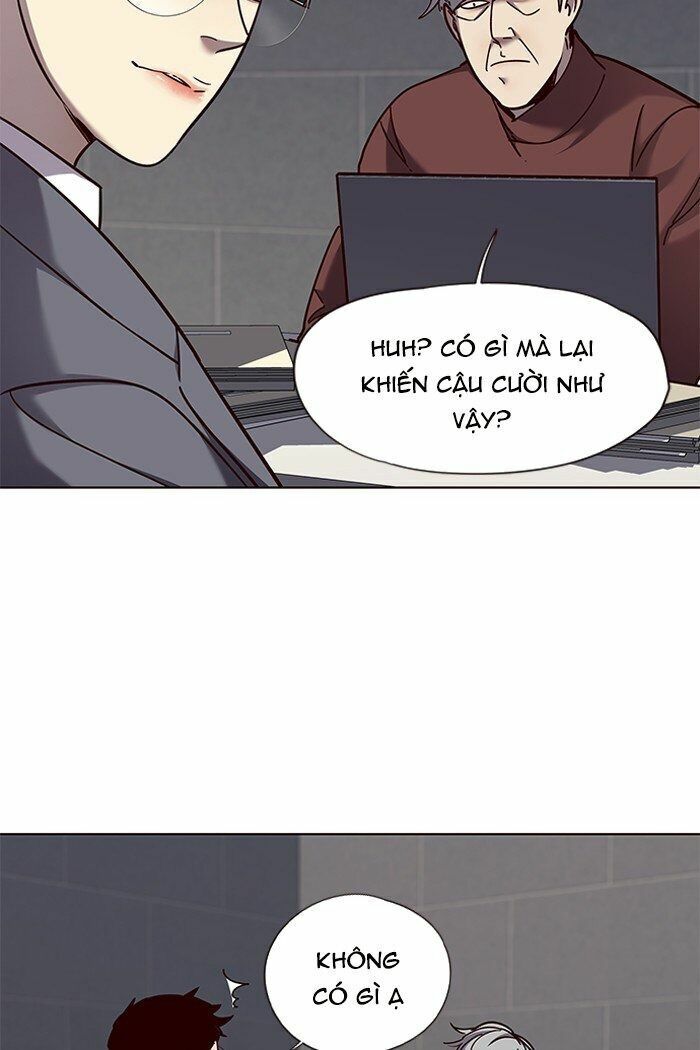 HUH? CÓ GÌ MÀ LẠI
KHIẾN CẬU CƯỜI NHƯ
VẬY?
KHÔNG
CÓ GÌ Ạ